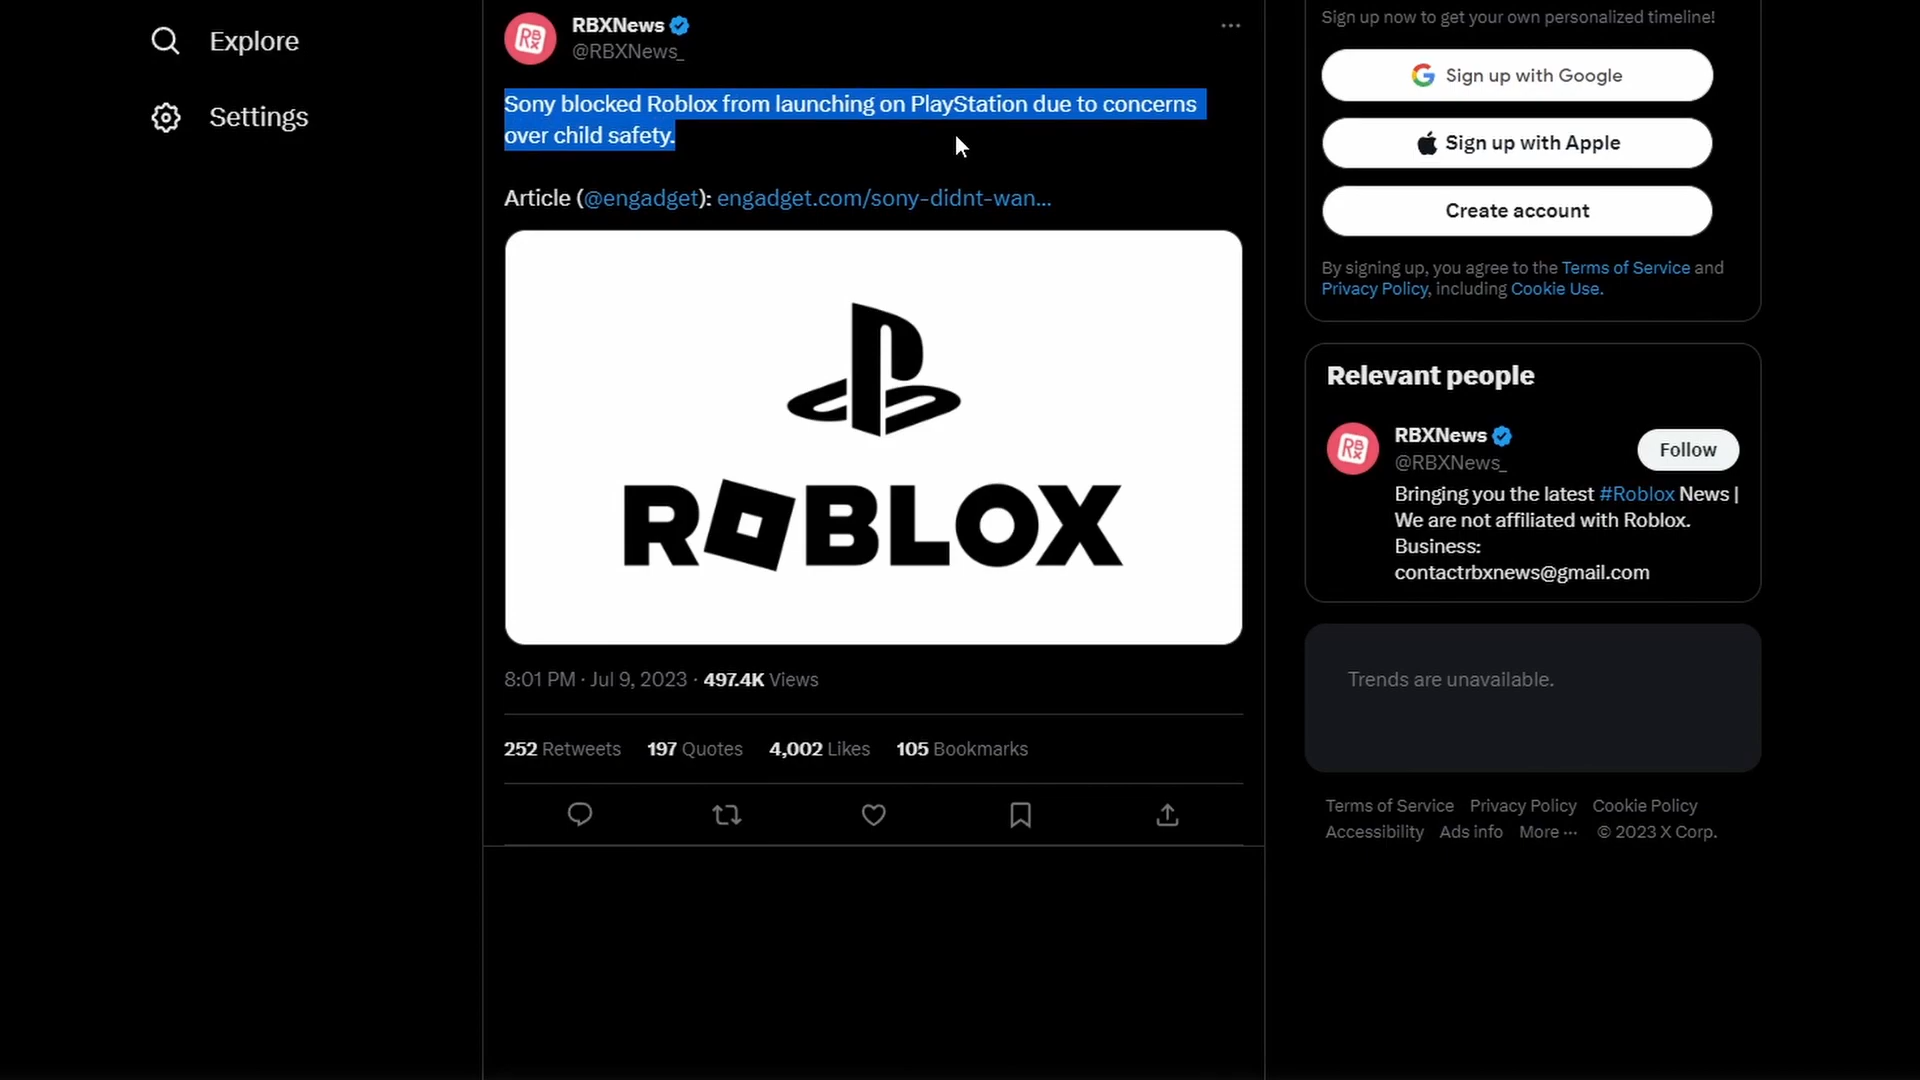 Explore
Settings
RBXNews
@RBXNews_
Sony blocked Roblox from launching on PlayStation due to concerns
over child safety.
Article (@engadget): engadget.com/sony-didnt-wan…
ROBLOX
8:01 PM · Jul 9, 2023 · 497.4K Views
252 Retweets 197 Quotes 4,002 Likes 105 Bookmarks
Sign up now to get your own personalized timeline!
Sign up with Google
Sign up with Apple
Create account
By signing up, you agree to the Terms of Service and
Privacy Policy, including Cookie Use.
Relevant people
RBXNews
@RBXNews_
Follow
Bringing you the latest #Roblox News |
We are not affiliated with Roblox.
Business:
contactrbxnews@gmail.com
Trends are unavailable.
Terms of Service Privacy Policy Cookie Policy
Accessibility Ads info More ··· © 2023 X Corp.